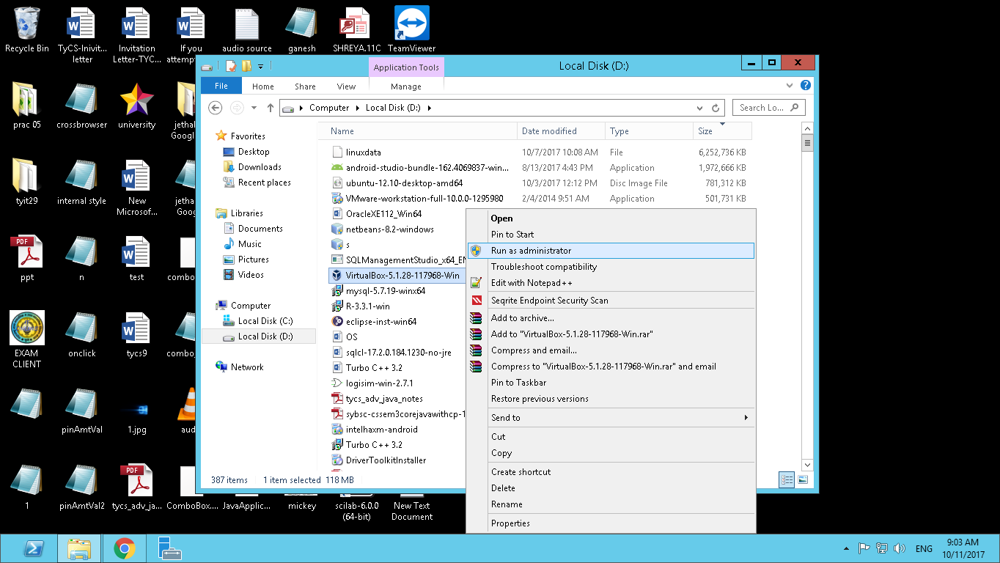 Recycle Bin
TyCS-Inivit...
letter
Invitation
Letter-TYC...
If you
attemp
audio source
ganesh
SHREYA.11C
TeamViewer
prac 05
crossbrowser
university
jethal
Googl
tyit29
internal style
New
Microsof...
jetha
Goog
PDF
ppt
n
test
combo
EXAM
CLIENT
onclick
tycs9
combo
pinAmtVal
1.jpg
aud
1
pinAmtVal2
PDF
tycs_adv_ja...
ComboBox....
JavaApplic...
mickey
scilab-6.0.0
(64-bit)
New Text
Document
Application Tools
Local Disk (D:)
File
Home
Share
View
Manage
Computer
Local Disk (D:)
Search Lo...
Favorites
Desktop
Downloads
Recent places
Libraries
Documents
Music
Pictures
Videos
Computer
Local Disk (C:)
Local Disk (D:)
Network
Name Date modified Type Size
linuxdata 10/7/2017 10:08 AM File 6,252,736 KB
android-studio-bundle-162.4069837-win... 8/13/2017 4:43 PM Application 1,972,666 KB
ubuntu-12.10-desktop-amd64 10/3/2017 12:12 PM Disc Image File 781,312 KB
VMware-workstation-full-10.0.0-1295980 2/4/2014 9:51 AM Application 501,731 KB
OracleXE112_Win64
netbeans-8.2-windows
s
SQLManagementStudio_x64_EN
VirtualBox-5.1.28-117968-Win
mysql-5.7.19-winx64
R-3.3.1-win
eclipse-inst-win64
OS
sqlcl-17.2.0.184.1230-no-jre
Turbo C++ 3.2
logisim-win-2.7.1
tycs_adv_java_notes
sybsc-cssem3corejavawithcp-1
intelhaxm-android
Turbo C++ 3.2
DriverToolkitInstaller
387 items 1 item selected 118 MB
Open
Pin to Start
Run as administrator
Troubleshoot compatibility
Edit with Notepad++
Seqrite Endpoint Security Scan
Add to archive...
Add to "VirtualBox-5.1.28-117968-Win.rar"
Compress and email...
Compress to "VirtualBox-5.1.28-117968-Win.rar" and email
Pin to Taskbar
Restore previous versions
Send to
Cut
Copy
Create shortcut
Delete
Rename
Properties
ENG
9:03 AM
10/11/2017